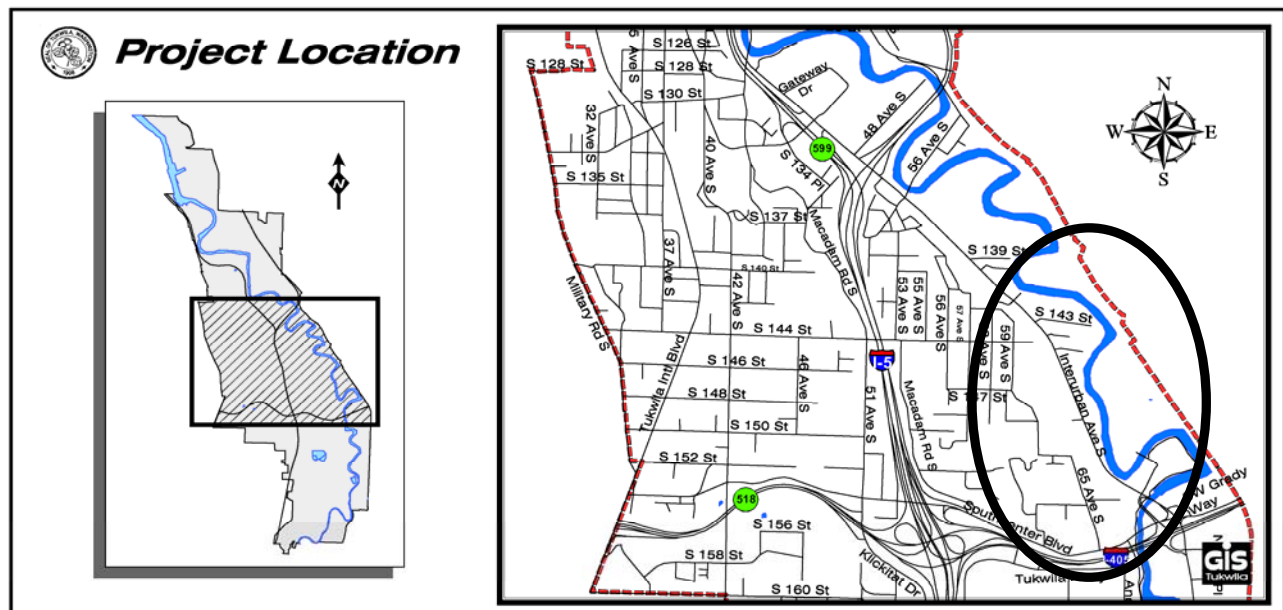 Project Location
N
S 126 St
S 128 St
S 128 St
S 130 St
Gateway Dr
48 Ave S
56 Ave S
32 Ave S
40 Ave S
599
S 134 Pl
S 135 St
S 137 St
Macadam Rd S
37 Ave S
S 139 St
S 140 St
42 Ave S
Military Rd S
53 Ave S
55 Ave S
56 Ave S
57 Ave S
59 Ave S
S 143 St
S 144 St
Tukwila Intl Blvd
I-5
S 146 St
46 Ave S
S 148 St
51 Ave S
Macadam Rd S
Interurban Ave S
S 150 St
S 152 St
518
65 Ave S
W Grady Way
Southcenter Blvd
S 156 St
S 158 St
Klickitat Dr
S 160 St
Tukwila
I-405
N
W
E
S
GIS
Tukwila